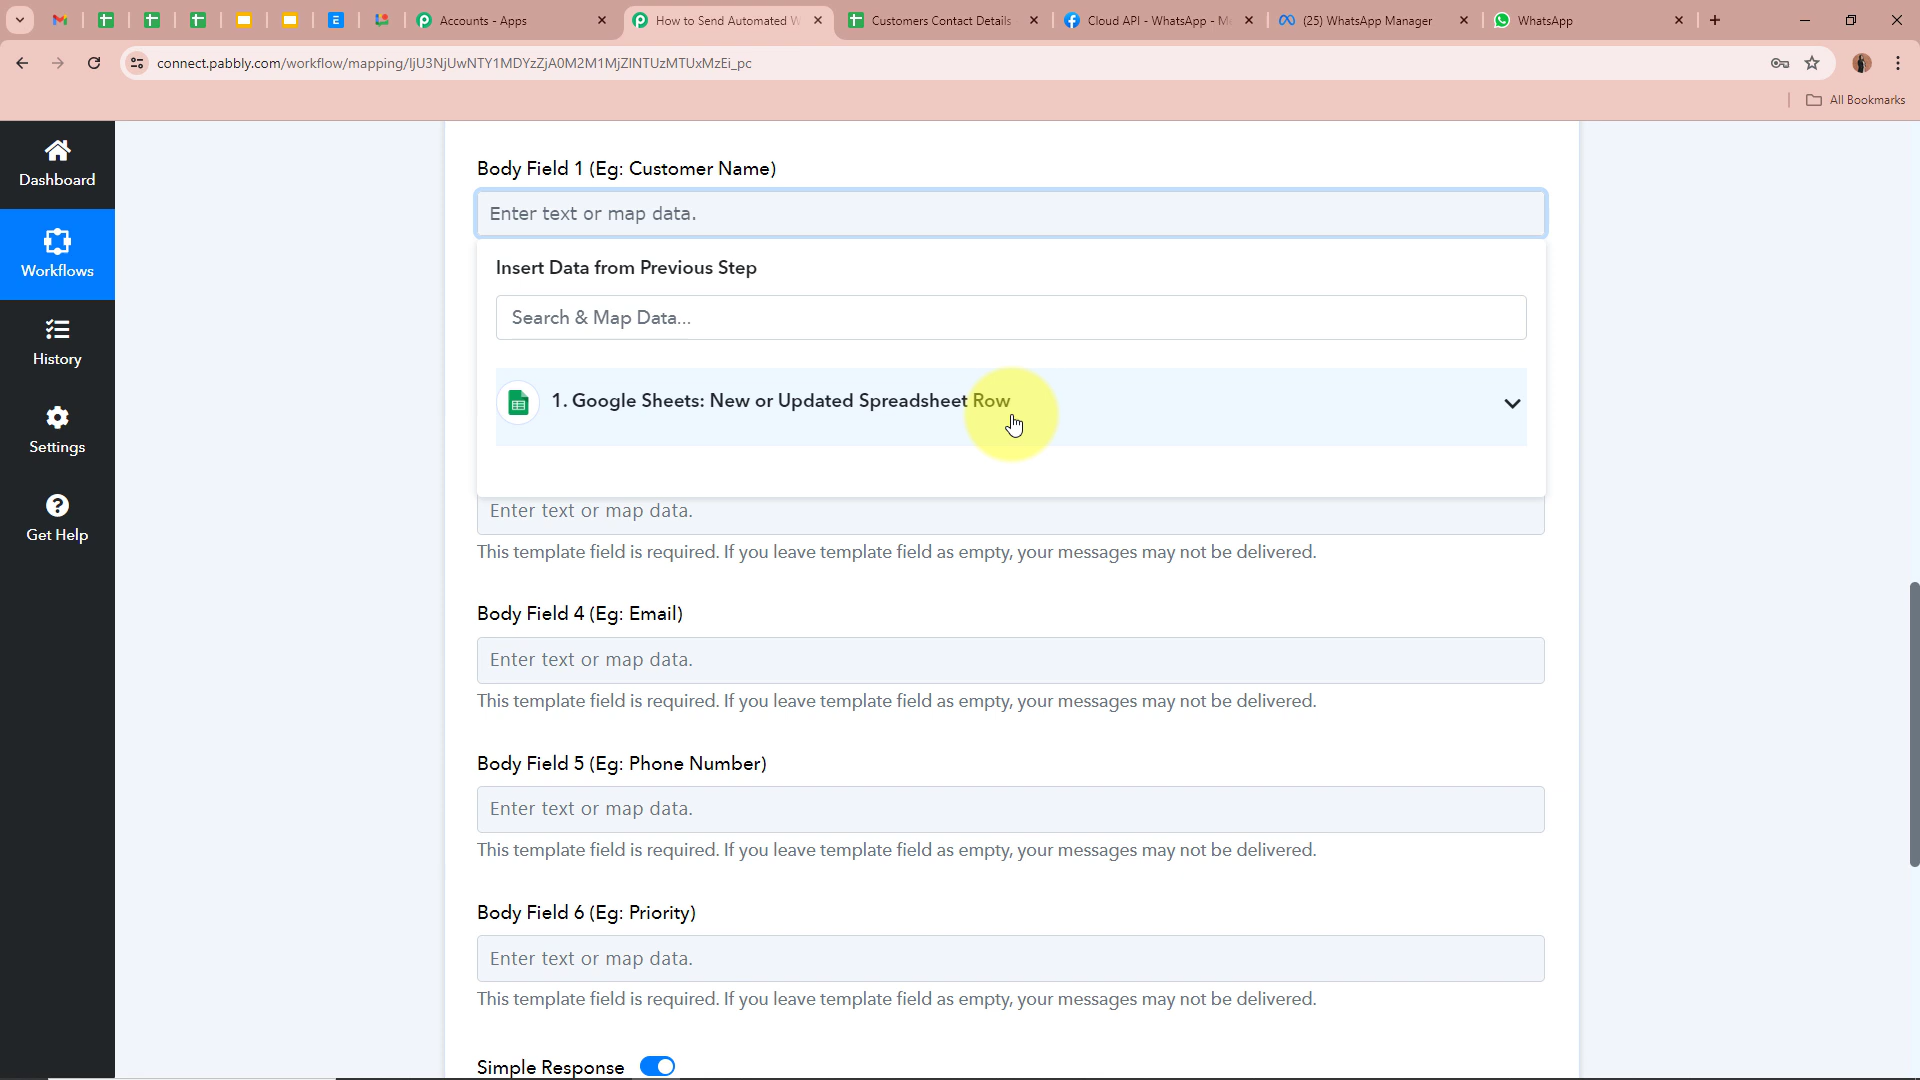 Accounts - Apps
How to Send Automated W
Customers Contact Details
Cloud API - WhatsApp - M
(25) WhatsApp Manager
WhatsApp
connect.pabbly.com/workflow/mapping/IjU3NjUwNTY1MDYzZjA0M2M1MjZlNTUzMTUxMzEi_pc
All Bookmarks
Dashboard
Workflows
History
Settings
Get Help
Body Field 1 (Eg: Customer Name)
Enter text or map data.
Insert Data from Previous Step
Search & Map Data...
1. Google Sheets: New or Updated Spreadsheet Row
Enter text or map data.
This template field is required. If you leave template field as empty, your messages may not be delivered.
Body Field 4 (Eg: Email)
Enter text or map data.
This template field is required. If you leave template field as empty, your messages may not be delivered.
Body Field 5 (Eg: Phone Number)
Enter text or map data.
This template field is required. If you leave template field as empty, your messages may not be delivered.
Body Field 6 (Eg: Priority)
Enter text or map data.
This template field is required. If you leave template field as empty, your messages may not be delivered.
Simple Response